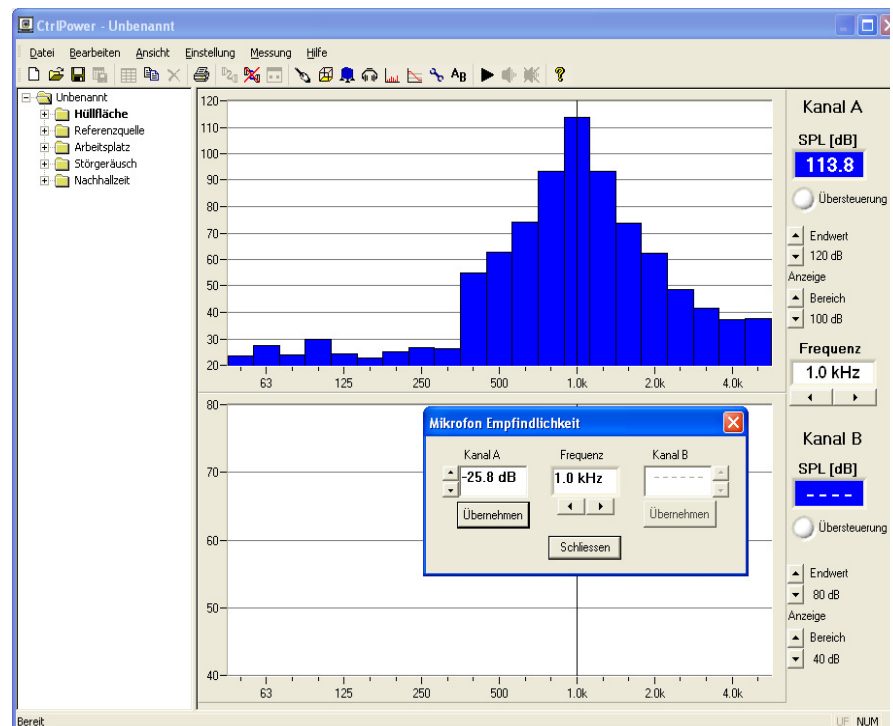 CtrlPower - Unbenannt
Datei Bearbeiten Ansicht Einstellung Messung Hilfe
AB
Unbenannt
Hüllfläche
Referenzquelle
Arbeitsplatz
Störgeräusch
Nachhallzeit
120
110
100
90
80
70
60
50
40
30
20
63 125 250 500 1.0k 2.0k 4.0k
Kanal A
SPL [dB]
113.8
Übersteuerung
Endwert
120 dB
Anzeige
Bereich
100 dB
Frequenz
1.0 kHz
80
70
60
50
40
63 125 250 500 1.0k 2.0k 4.0k
Mikrofon Empfindlichkeit
Kanal A Frequenz Kanal B
-25.8 dB 1.0 kHz ------
Übernehmen Übernehmen
Schliessen
Kanal B
SPL [dB]
----
Übersteuerung
Endwert
80 dB
Anzeige
Bereich
40 dB
Bereit UF NUM